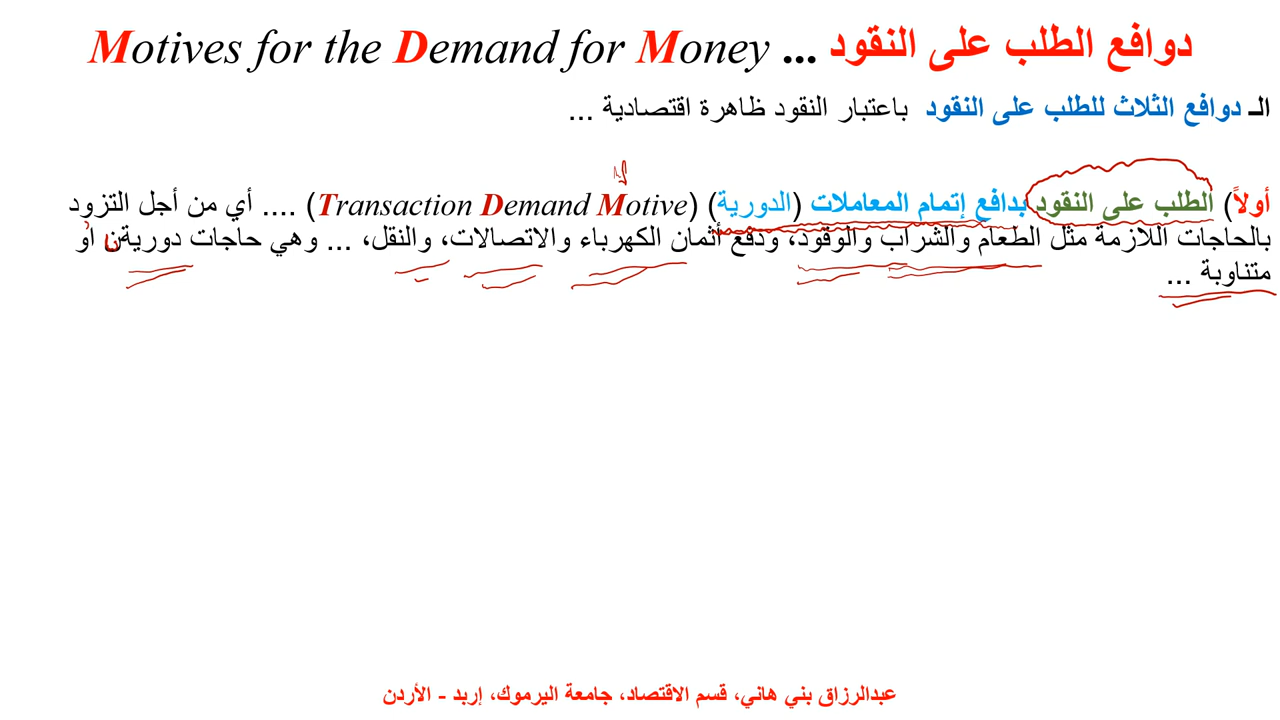 Motives for the Demand for Money ... دوافع الطلب على النقود
الـ دوافع الثلاث للطلب على النقود باعتبار النقود ظاهرة اقتصادية ...
أولاً) الطلب على النقود بدافع إتمام المعاملات (الدورية) (Transaction Demand Motive) .... أي من أجل التزود
بالحاجات اللازمة مثل الطعام والشراب والوقود، ودفع أثمان الكهرباء والاتصالات، والنقل، ... وهي حاجات دوريةن أو
متناوبة ...
عبدالرزاق بني هاني، قسم الاقتصاد، جامعة اليرموك، إربد - الأردن